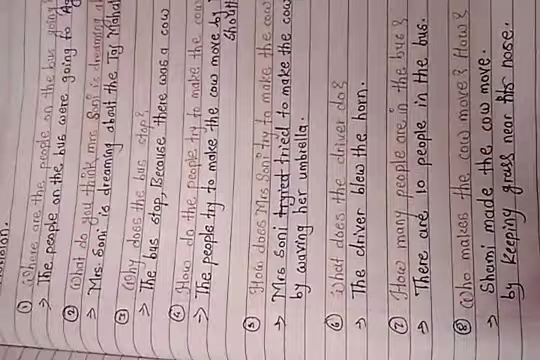 ① Where are the people on the bus going
→ The people on the bus were going to
② What do you think mrs. Soni is dreaming
→ Mrs. Soni is dreaming about the Taj Mahal
③ Why does the bus stop?
→ The bus stop, Because there was a cow
④ How do the people try to make the cow
→ The people try to make the cow move by
⑤ How does Mrs Soni try to make the cow
→ Mrs Soni tried to make the cow
by waving her umbrella.
⑥ What does the driver do?
→ The driver blew the horn.
⑦ How many people are in the bus?
→ There are 10 people in the bus.
⑧ Who makes the cow move? How?
→ Shemi made the cow move.
by keeping grass near nose.